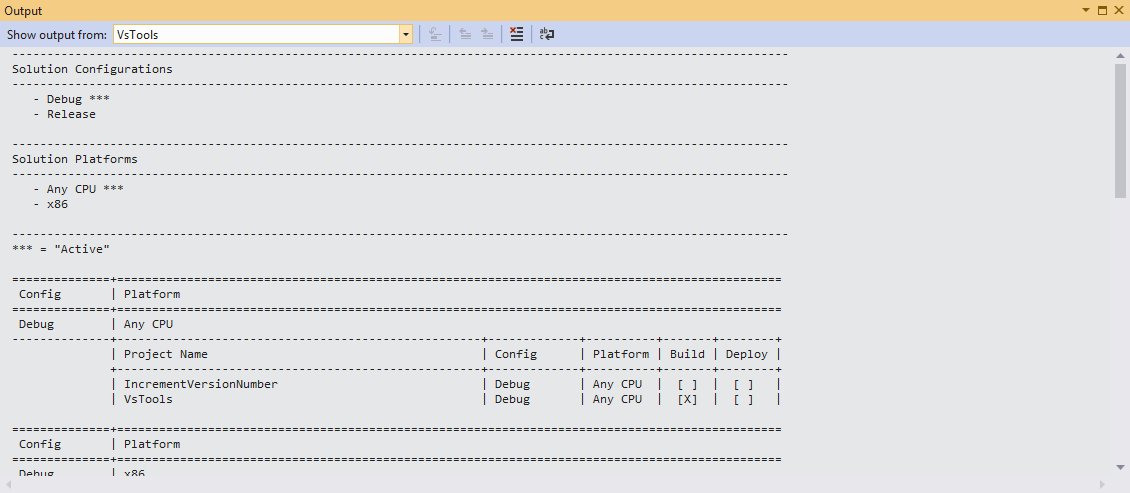 Output
Show output from: VsTools
--------------------------------------------------------------------------------------------------------------
Solution Configurations
--------------------------------------------------------------------------------------------------------------
   - Debug ***
   - Release
--------------------------------------------------------------------------------------------------------------
Solution Platforms
--------------------------------------------------------------------------------------------------------------
   - Any CPU ***
   - x86
--------------------------------------------------------------------------------------------------------------
*** = "Active"
==============+===============================================================================================
 Config       | Platform
==============+===============================================================================================
 Debug        | Any CPU
--------------+----------------------------------------------------+-------------+----------+-------+--------+
              | Project Name                                       | Config      | Platform | Build | Deploy |
              +----------------------------------------------------+-------------+----------+-------+--------+
              | IncrementVersionNumber                             | Debug       | Any CPU  |  [ ]  |  [ ]   |
              | VsTools                                            | Debug       | Any CPU  |  [X]  |  [ ]   |
==============+===============================================================================================
 Config       | Platform
==============+===============================================================================================
 Debug        | x86